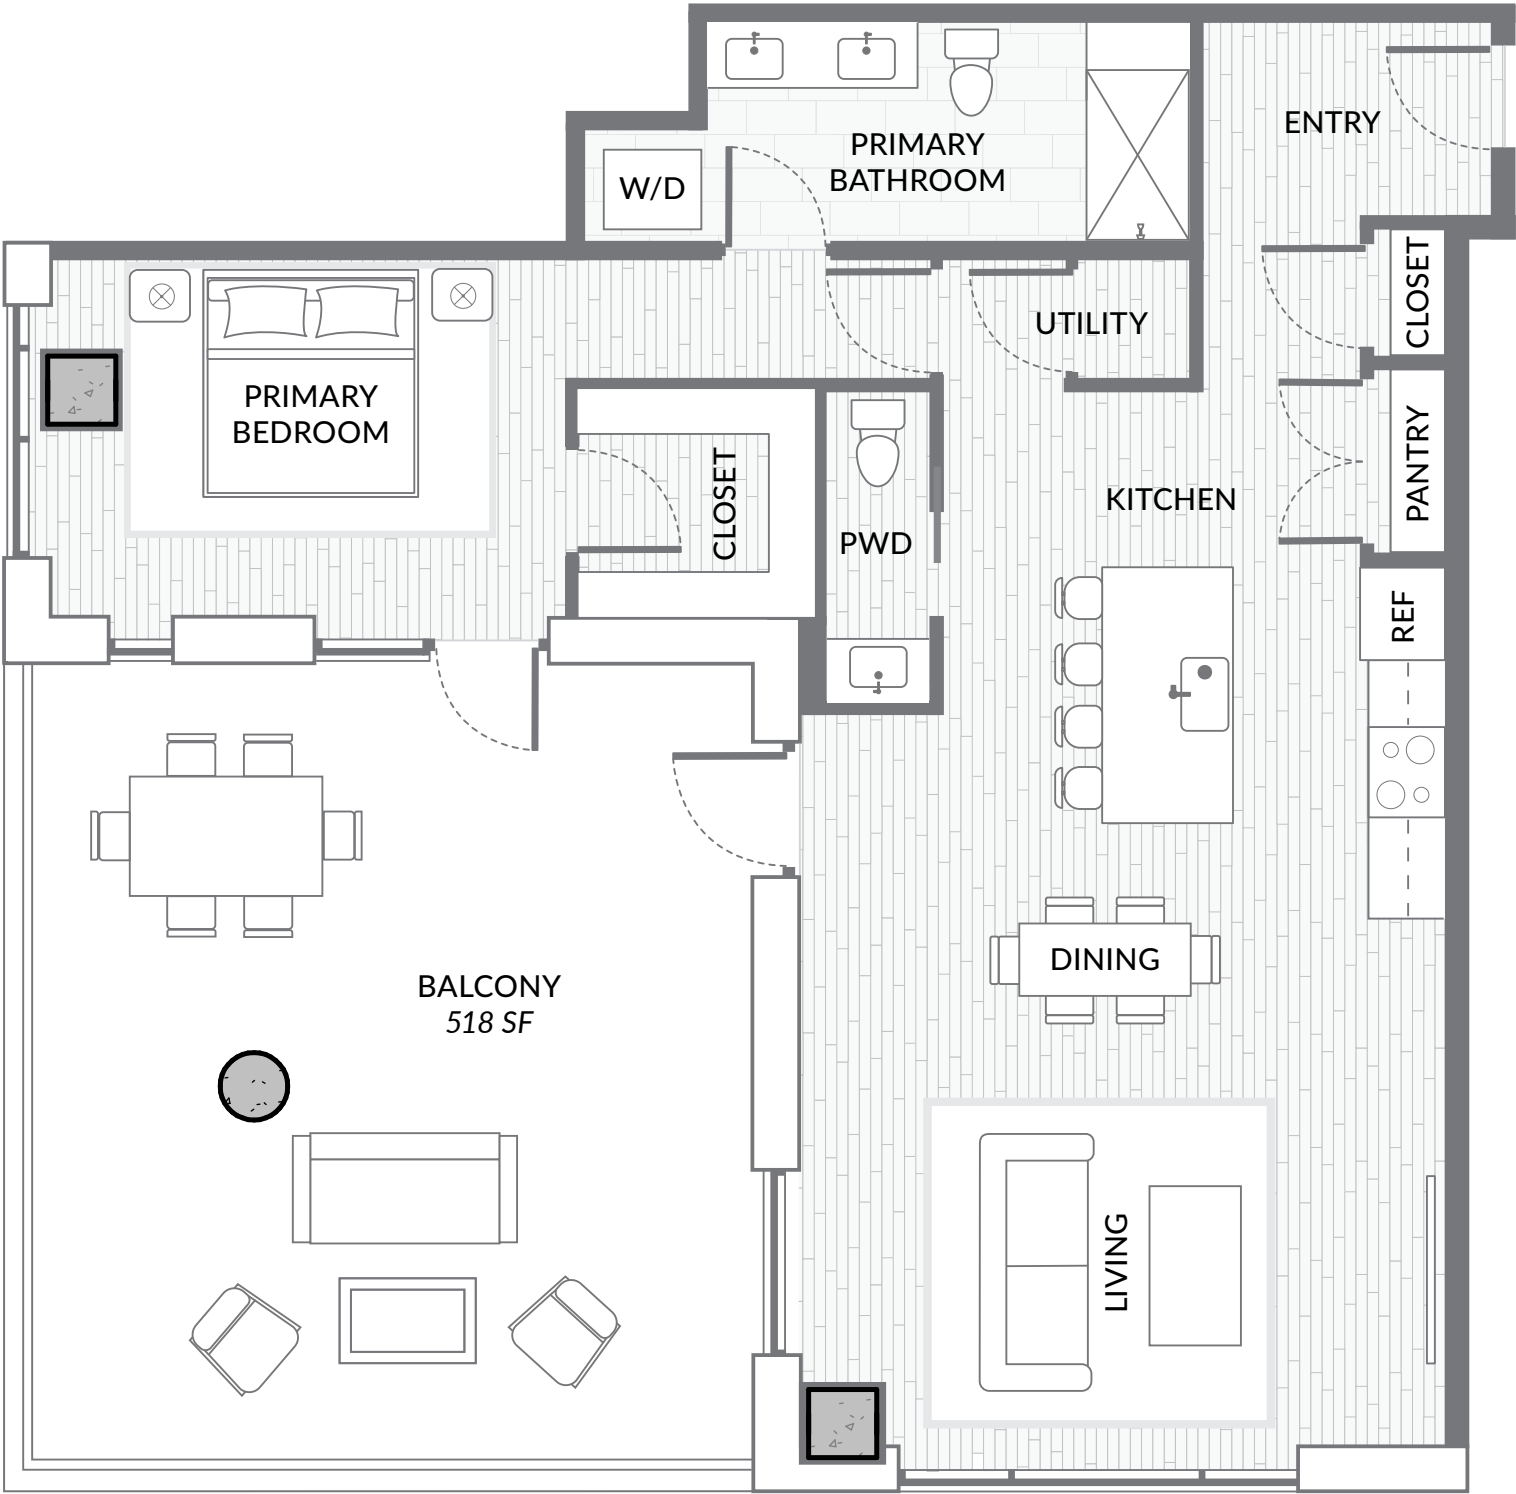 ENTRY
PRIMARY
BATHROOM
W/D
CLOSET
UTILITY
PRIMARY
BEDROOM
CLOSET
PANTRY
KITCHEN
PWD
REF
DINING
BALCONY
518 SF
LIVING